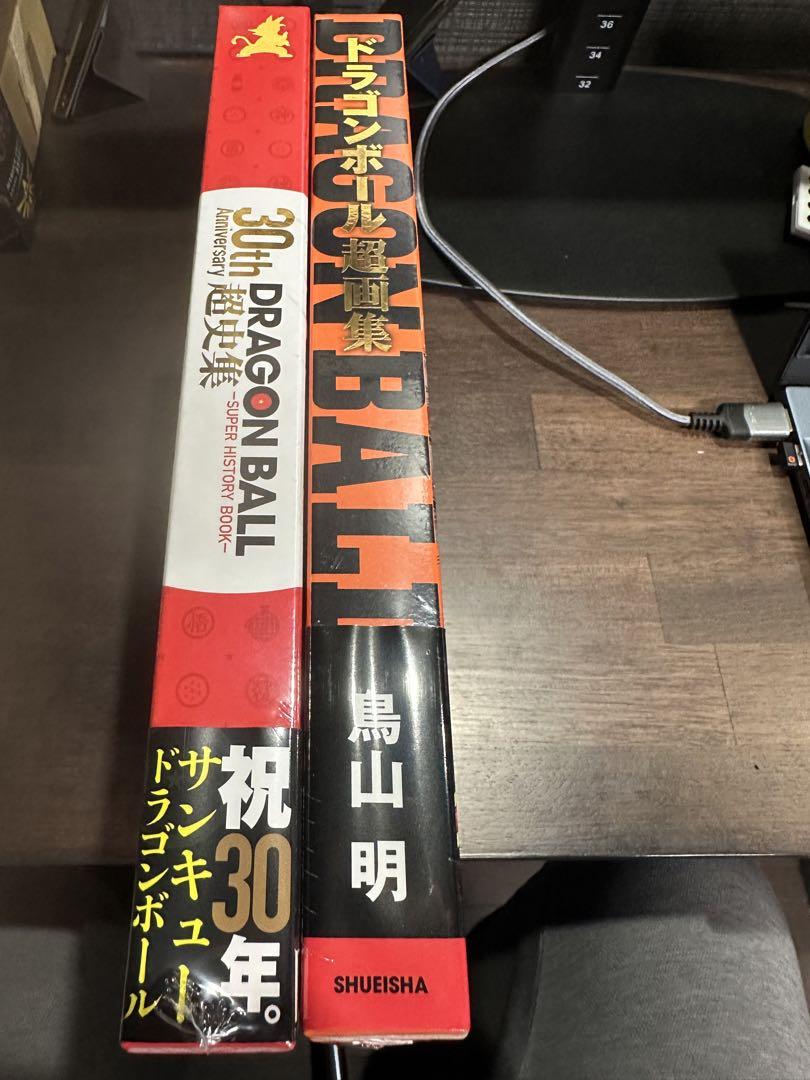 30th
Anniversary
DRAGON BALL
超史集
-SUPER HISTORY BOOK-
祝30年。
サンキュー
ドラゴンボール
DRAGON BALL
ドラゴンボール 超画集
鳥山 明
SHUEISHA
36
34
32